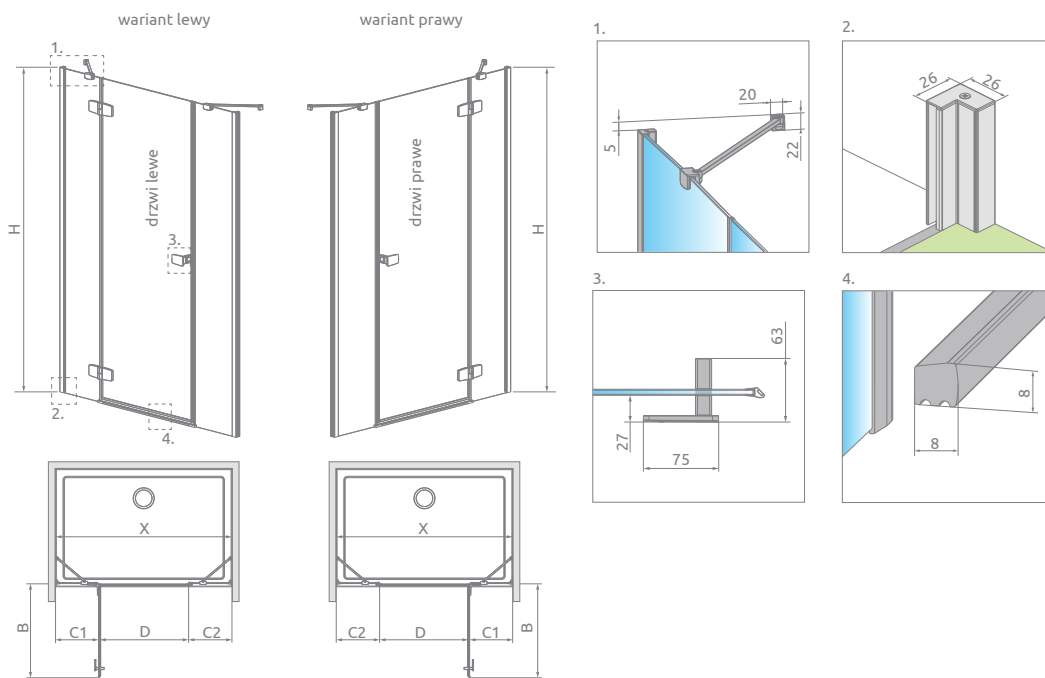 wariant lewy
wariant prawy
1.
H
drzwi lewe
3.
2.
4.
drzwi prawe
H
X
B
C1
D
C2
X
C2
D
C1
B
1.
20
5
22
2.
26
26
3.
63
27
75
4.
8
8